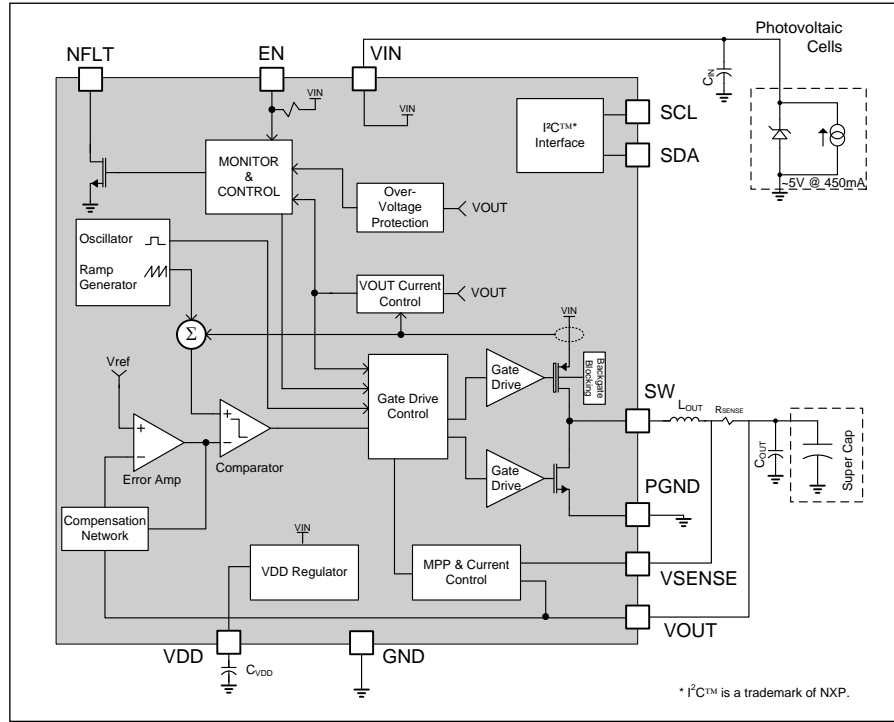 Photovoltaic
Cells
NFLT
EN
VIN
CIN
VIN
VIN
I²C™*
Interface
SCL
SDA
MONITOR
&
CONTROL
~5V @ 450mA
Over-
Voltage
Protection
VOUT
Oscillator
Ramp
Generator
VOUT Current
Control
VOUT
VIN
Σ
Vref
Gate Drive
Control
Gate
Drive
Backgate
Blocking
SW
LOUT
RSENSE
COUT
Super Cap
+
−
Error Amp
+
−
Comparator
Gate
Drive
PGND
Compensation
Network
VIN
VDD Regulator
MPP & Current
Control
VSENSE
VOUT
VDD
GND
CVDD
* I²C™ is a trademark of NXP.